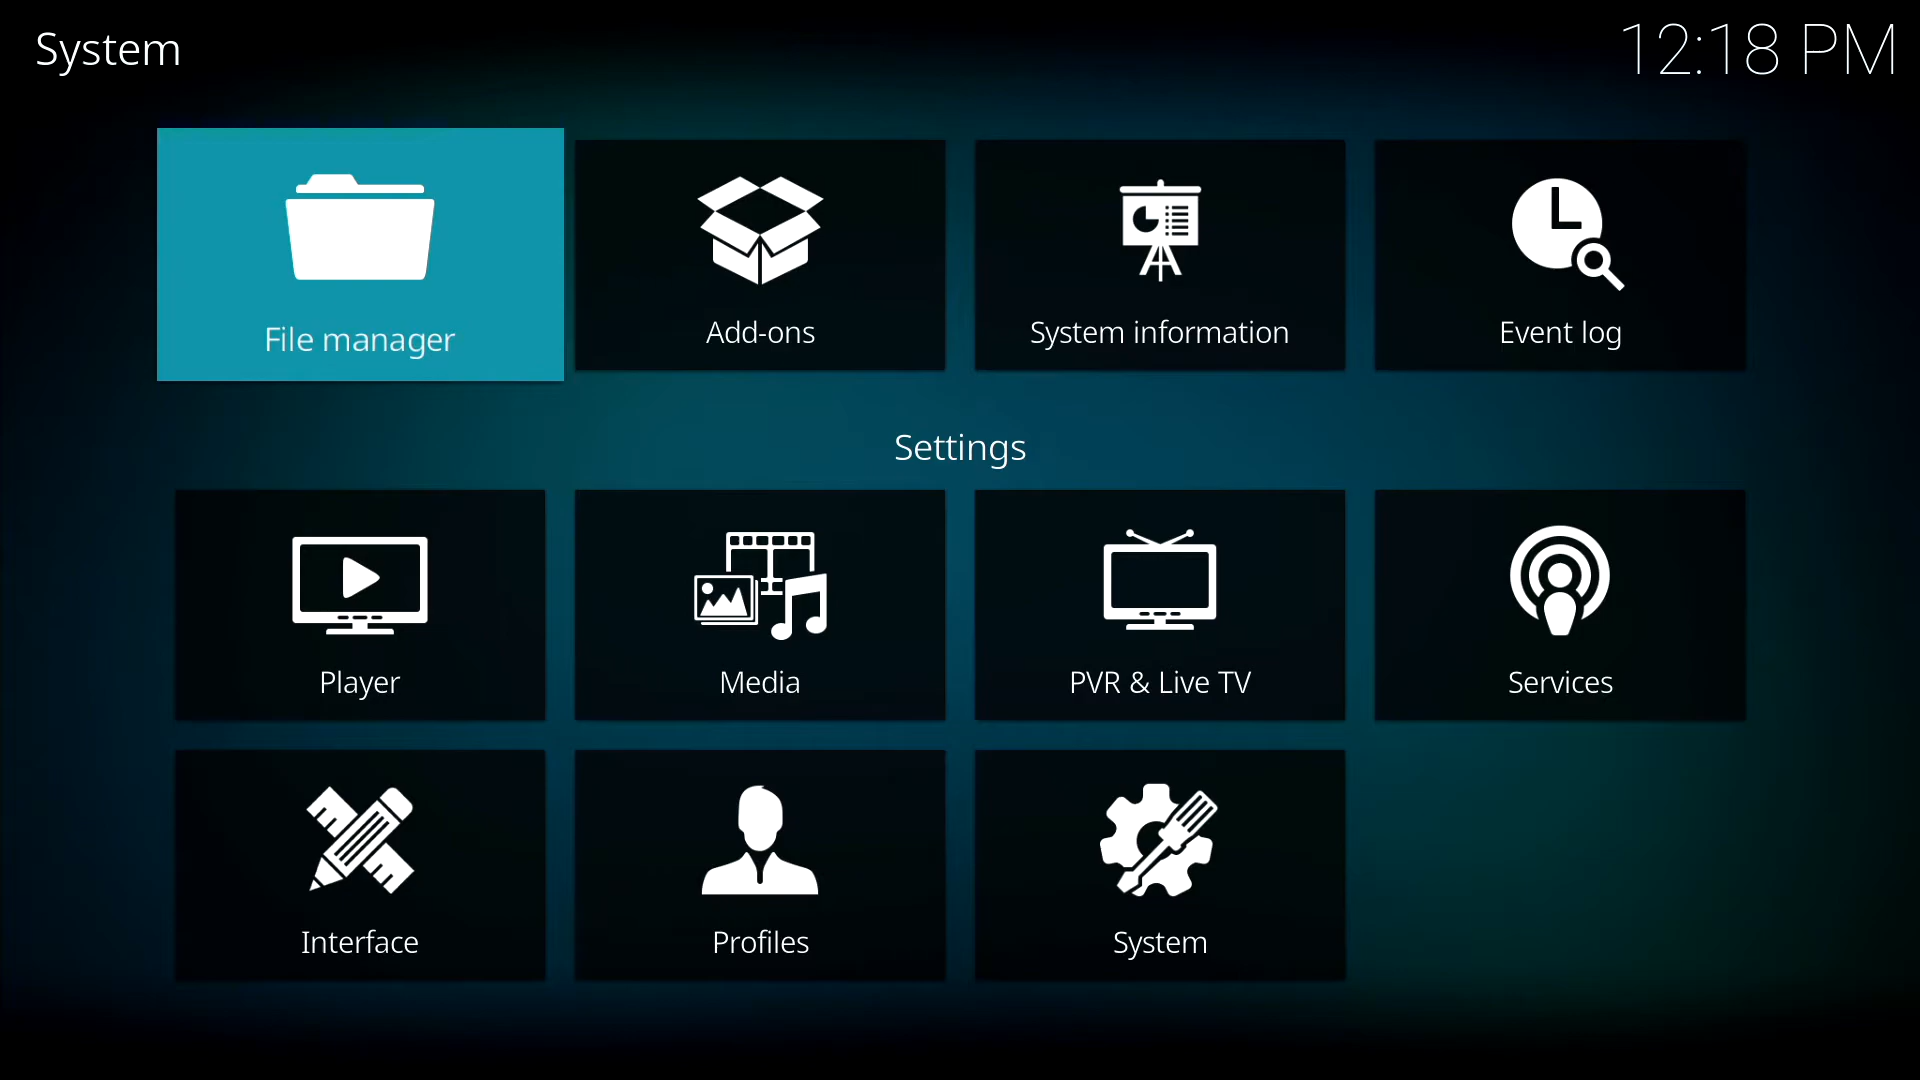 System
12:18 PM
File manager
Add-ons
System information
Event log
Settings
Player
Media
PVR & Live TV
Services
Interface
Profiles
System